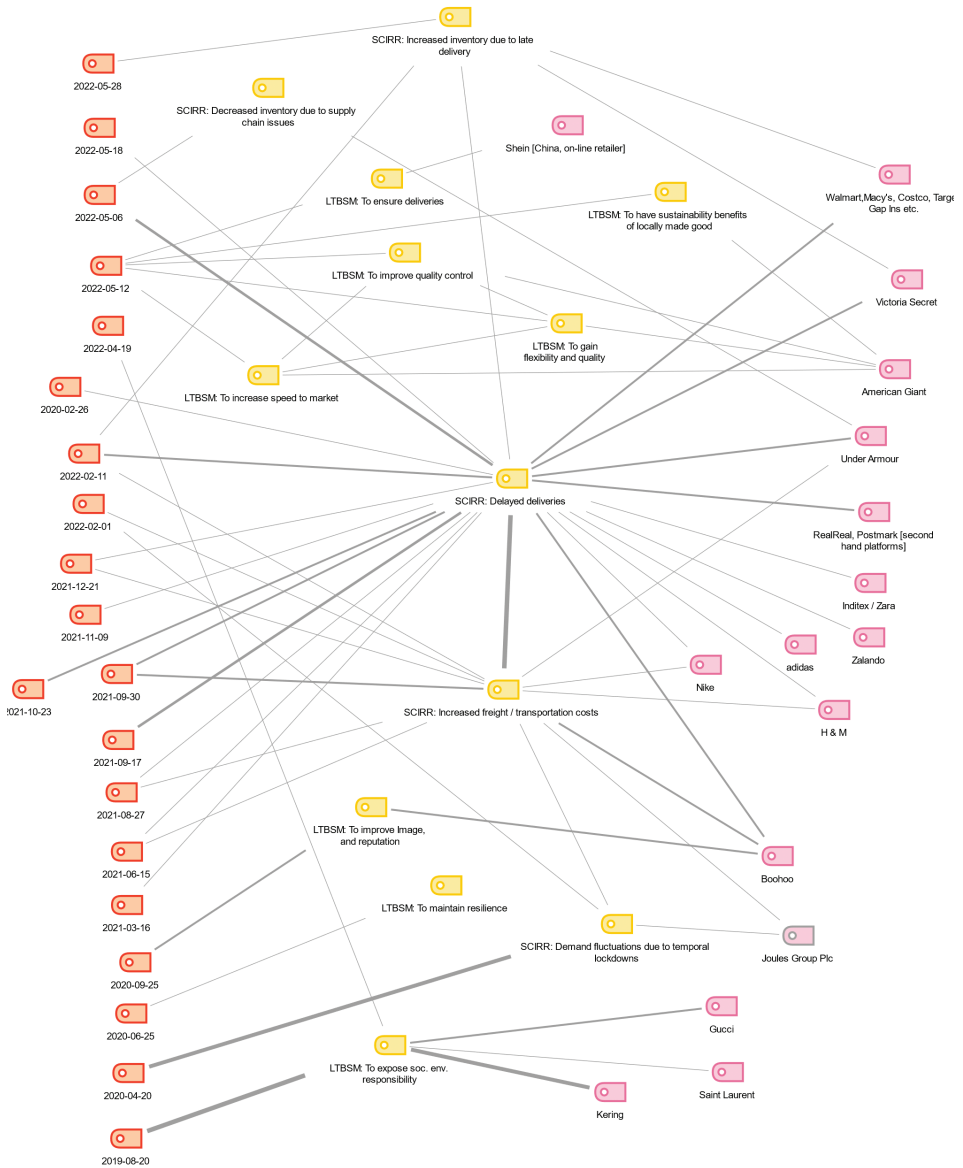 SCIRR: Increased inventory due to late
delivery
2022-05-28
SCIRR: Decreased inventory due to supply
chain issues
2022-05-18
Shein [China, on-line retailer]
2022-05-06
LTBSM: To ensure deliveries
LTBSM: To have sustainability benefits
of locally made good
Walmart,Macy's, Costco, Targe
Gap Ins etc.
2022-05-12
LTBSM: To improve quality control
Victoria Secret
2022-04-19
LTBSM: To gain
flexibility and quality
LTBSM: To increase speed to market
American Giant
2020-02-26
2022-02-11
Under Armour
SCIRR: Delayed deliveries
2022-02-01
RealReal, Postmark [second
hand platforms]
2021-12-21
Inditex / Zara
2021-11-09
adidas
Zalando
2021-09-30
Nike
2021-10-23
SCIRR: Increased freight / transportation costs
H & M
2021-09-17
2021-08-27
LTBSM: To improve Image,
and reputation
2021-06-15
Boohoo
2021-03-16
LTBSM: To maintain resilience
SCIRR: Demand fluctuations due to temporal
lockdowns
Joules Group Plc
2020-09-25
2020-06-25
Gucci
LTBSM: To expose soc. env.
responsibility
2020-04-20
Saint Laurent
Kering
2019-08-20